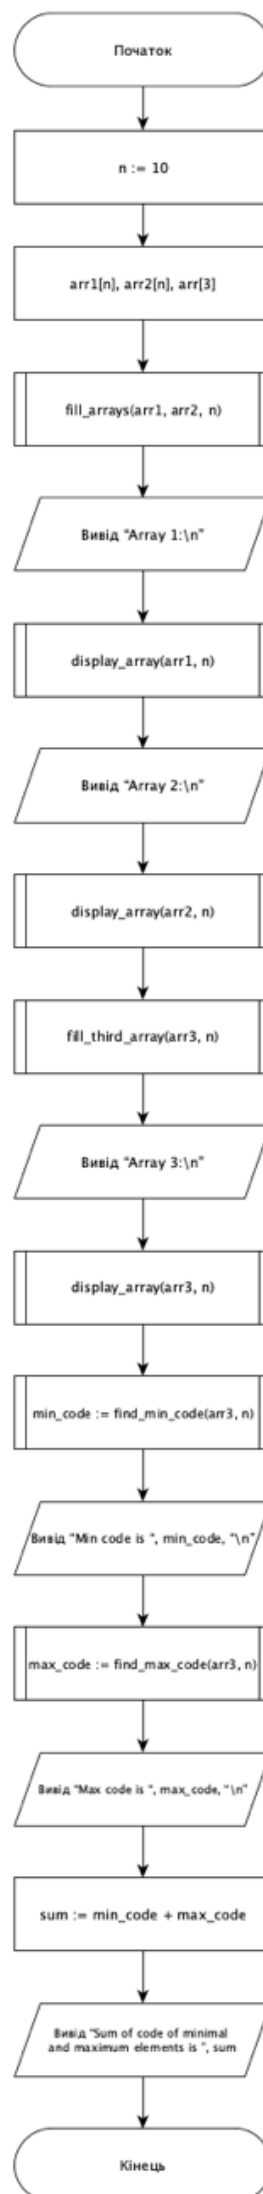 Початок
n := 10
arr1[n], arr2[n], arr[3]
fill_arrays(arr1, arr2, n)
Вивід "Array 1:\n"
display_array(arr1, n)
Вивід "Array 2:\n"
display_array(arr2, n)
fill_third_array(arr3, n)
Вивід "Array 3:\n"
display_array(arr3, n)
min_code := find_min_code(arr3, n)
Вивід "Min code is ", min_code, "\n"
max_code := find_max_code(arr3, n)
Вивід "Max code is ", max_code, "\n"
sum := min_code + max_code
Вивід "Sum of code of minimal
and maximum elements is ", sum
Кінець